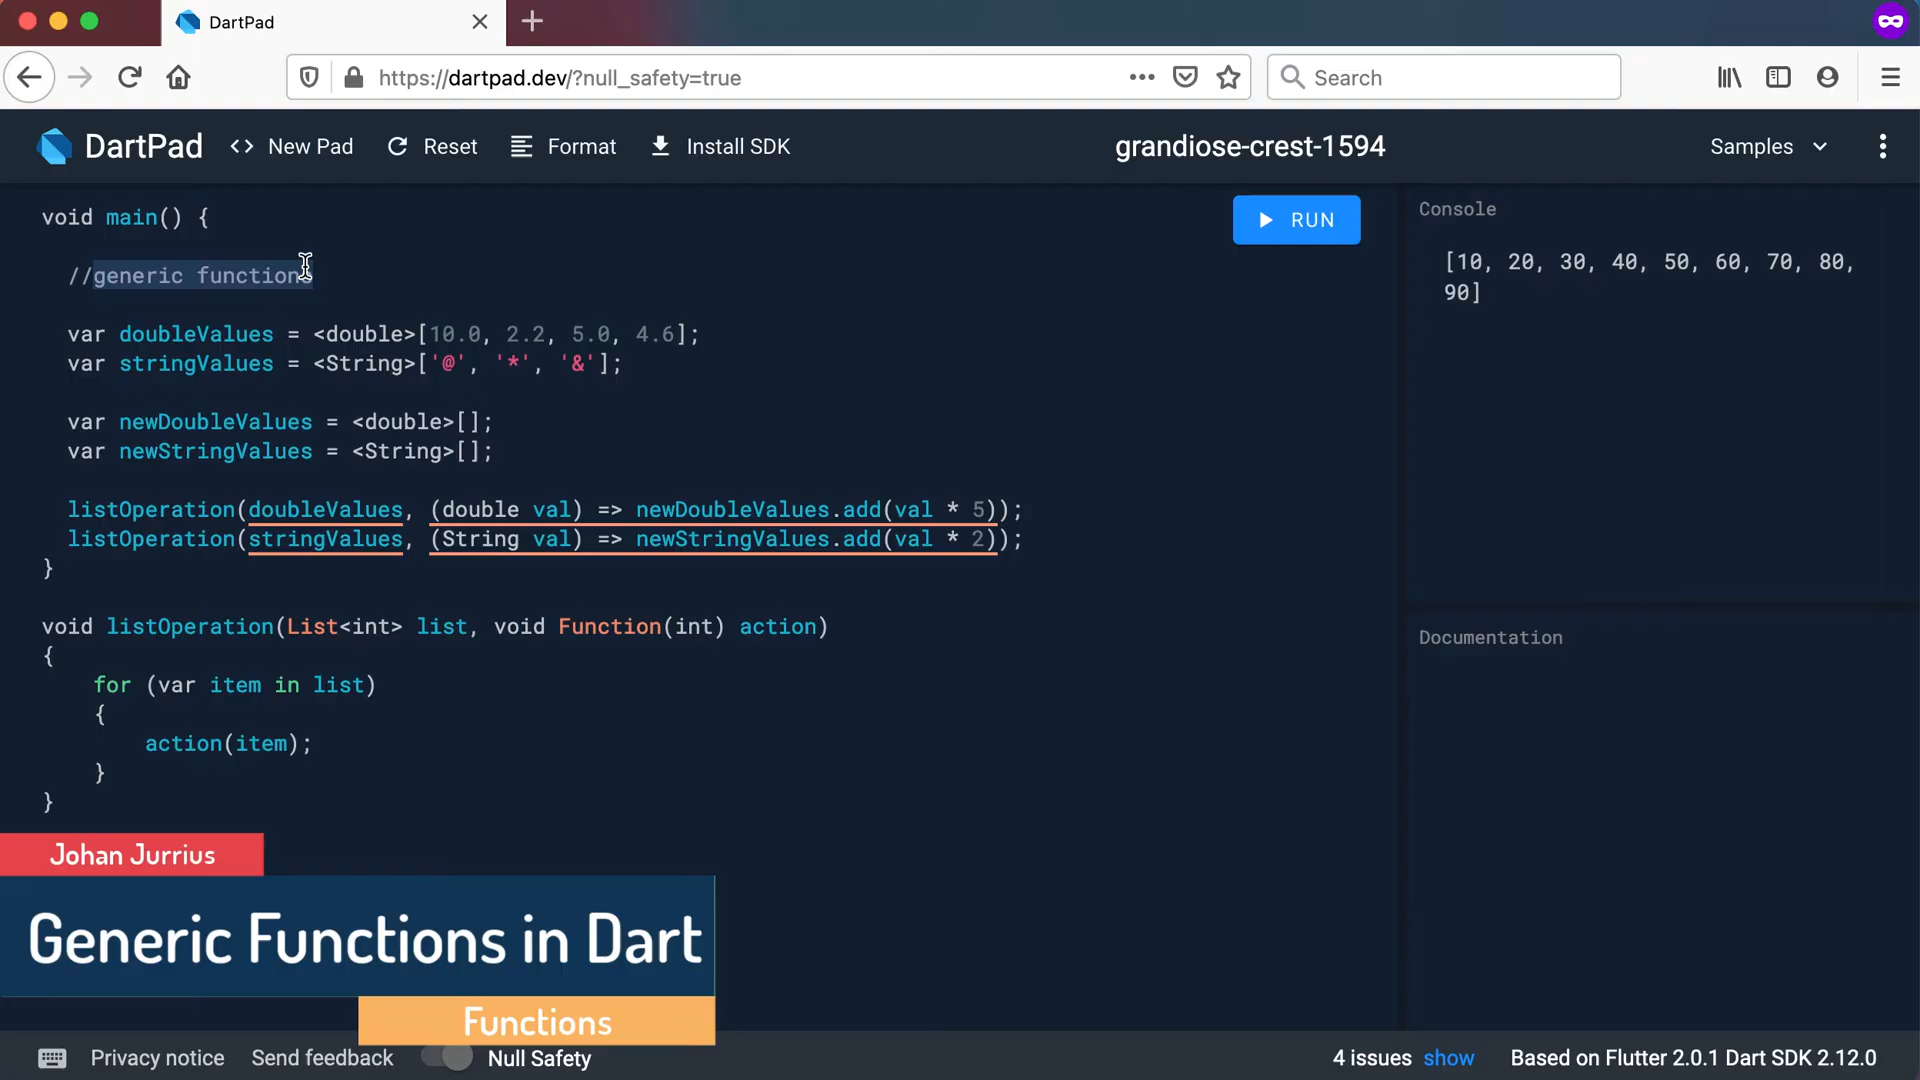 DartPad
https://dartpad.dev/?null_safety=true
Search
DartPad
<> New Pad
Reset
Format
Install SDK
grandiose-crest-1594
Samples
void main() {
RUN
//generic functions
var doubleValues = <double>[10.0, 2.2, 5.0, 4.6];
var stringValues = <String>['@', '*', '&'];
var newDoubleValues = <double>[];
var newStringValues = <String>[];
listOperation(doubleValues, (double val) => newDoubleValues.add(val * 5));
listOperation(stringValues, (String val) => newStringValues.add(val * 2));
}
void listOperation(List<int> list, void Function(int) action)
{
for (var item in list)
{
action(item);
}
}
Console
[10, 20, 30, 40, 50, 60, 70, 80,
90]
Documentation
Johan Jurrius
Generic Functions in Dart
Functions
Privacy notice
Send feedback
Null Safety
4 issues show
Based on Flutter 2.0.1 Dart SDK 2.12.0